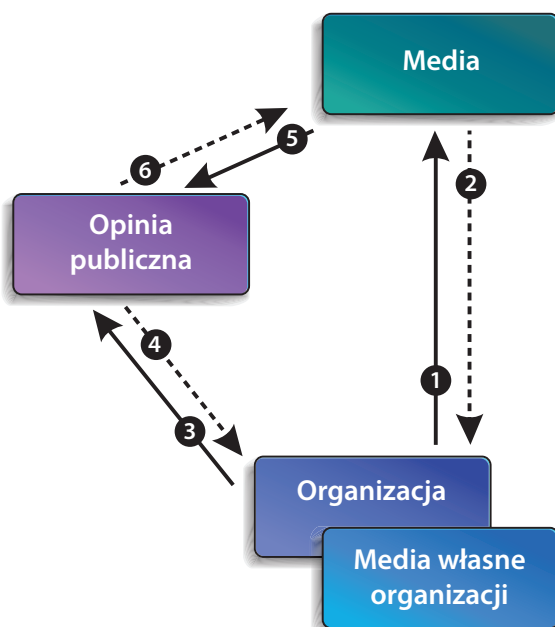 Media
6
5
2
Opinia
publiczna
4
1
3
Organizacja
Media własne
organizacji